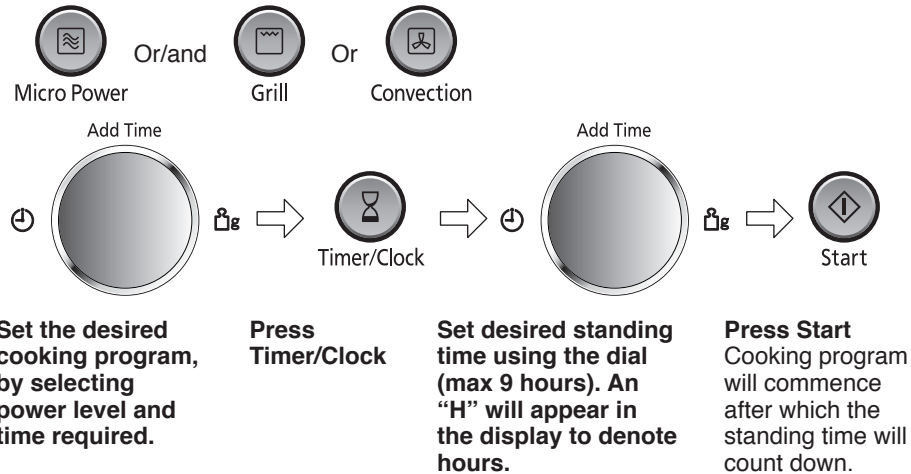 Or/and
Or
Micro Power
Grill
Convection
Add Time
Add Time
g
g
Timer/Clock
Start
Set the desired
cooking program,
by selecting
power level and
time required.
Press
Timer/Clock
Set desired standing
time using the dial
(max 9 hours). An
“H” will appear in
the display to denote
hours.
Press Start
Cooking program
will commence
after which the
standing time will
count down.